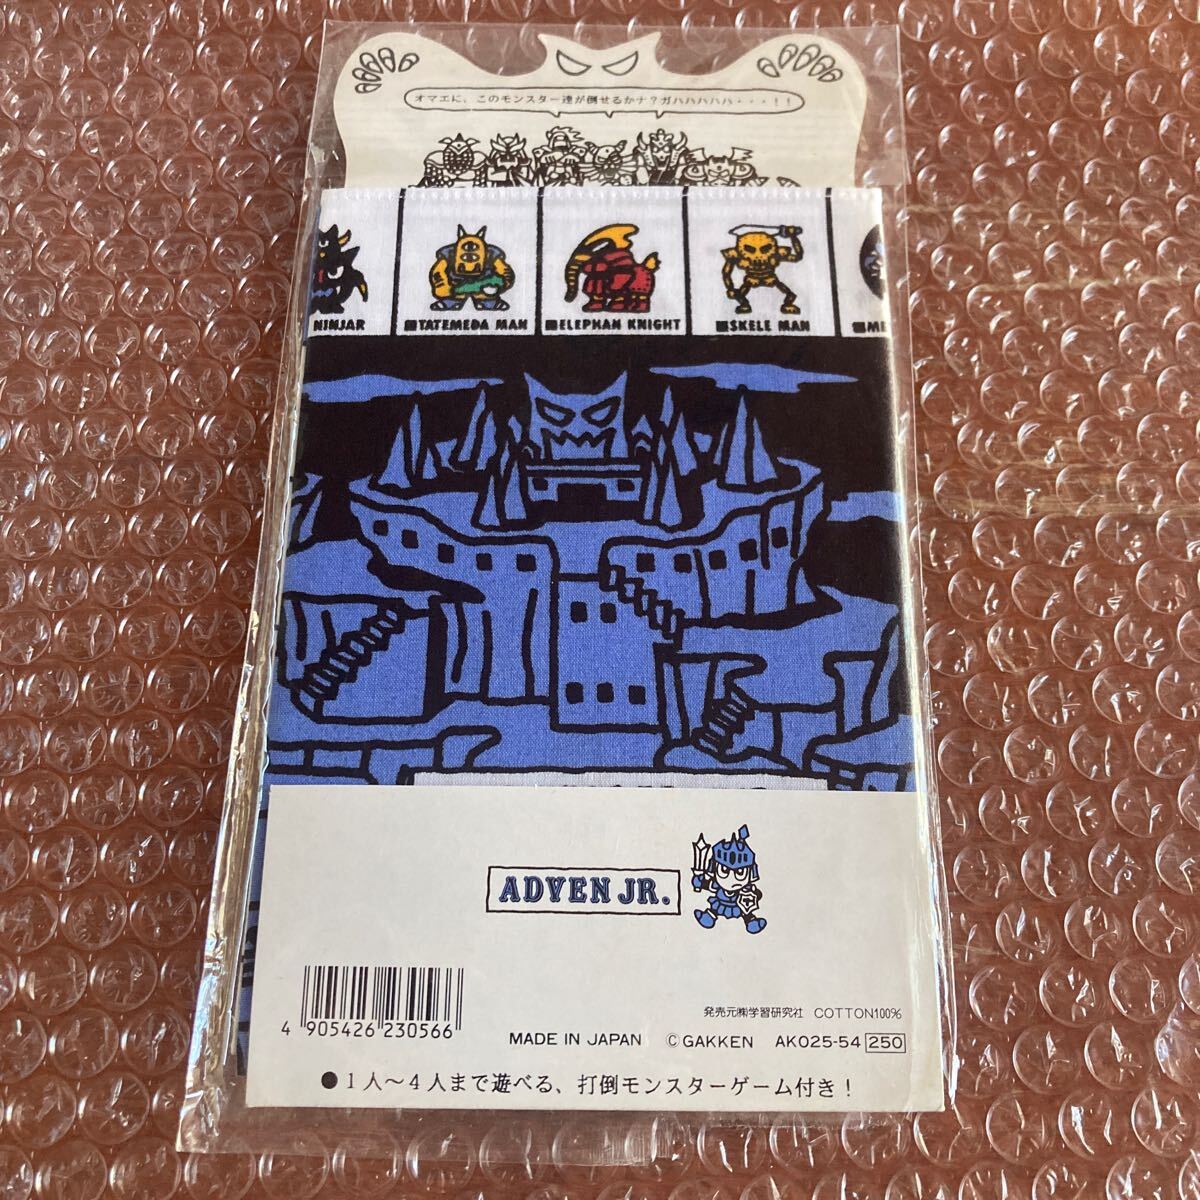 オマエに、このモンスター達が倒せるかナ？ガハハハハハ・・・！！
NINJAR
■TATEMEDA MAN
■ELEPHAN KNIGHT
■SKELE MAN
ADVEN JR.
4 905426 230566
発売元㈱学習研究社 COTTON100%
MADE IN JAPAN ©GAKKEN AK025-54 250
●1人～4人まで遊べる、打倒モンスターゲーム付き！